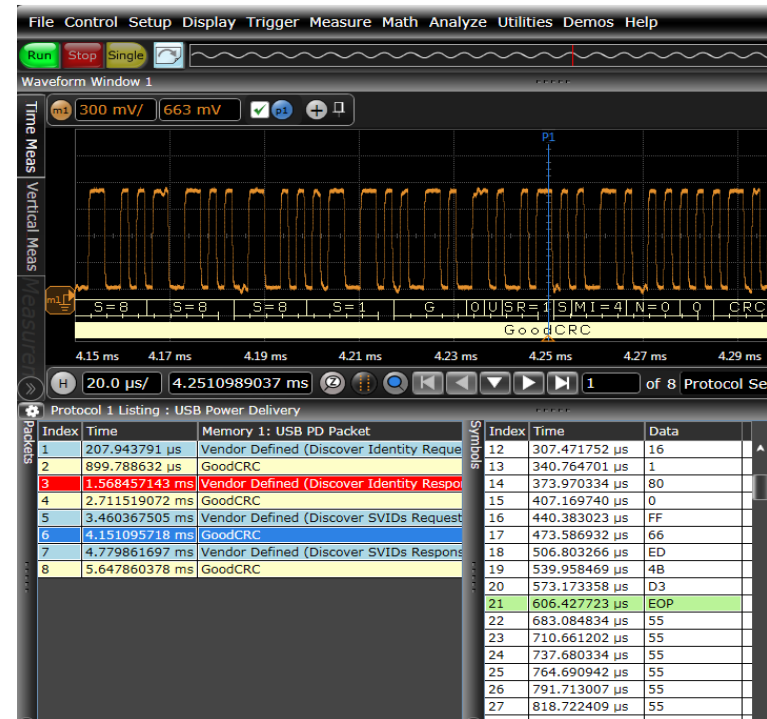 File Control Setup Display Trigger Measure Math Analyze Utilities Demos Help
Run Stop Single
Waveform Window 1
Time Meas
Vertical Meas
m1 300 mV/ 663 mV p1
P1
m1
S=8 S= 8 S=8 S=1 G 0 U SR=1 S MI=4 N=0 0 CRC
GoodCRC
4.15 ms 4.17 ms 4.19 ms 4.21 ms 4.23 ms 4.25 ms 4.27 ms 4.29 ms
H 20.0 µs/ 4.2510989037 ms 1 of 8 Protocol Se
Protocol 1 Listing : USB Power Delivery
Packets
Index Time Memory 1: USB PD Packet
1 207.943791 µs Vendor Defined (Discover Identity Reque
2 899.788632 µs GoodCRC
3 1.568457143 ms Vendor Defined (Discover Identity Respo
4 2.711519072 ms GoodCRC
5 3.460367505 ms Vendor Defined (Discover SVIDs Request
6 4.151095718 ms GoodCRC
7 4.779861697 ms Vendor Defined (Discover SVIDs Respons
8 5.647860378 ms GoodCRC
Symbols
Index Time Data
12 307.471752 µs 16
13 340.764701 µs 1
14 373.970334 µs 80
15 407.169740 µs 0
16 440.383023 µs FF
17 473.586932 µs 66
18 506.803266 µs ED
19 539.958469 µs 4B
20 573.173358 µs D3
21 606.427723 µs EOP
22 683.084834 µs 55
23 710.661202 µs 55
24 737.680334 µs 55
25 764.690942 µs 55
26 791.713007 µs 55
27 818.722409 µs 55